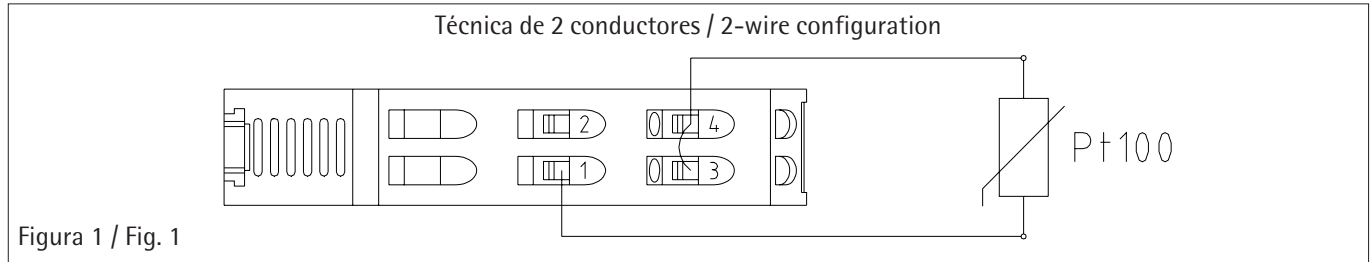 Técnica de 2 conductores / 2-wire configuration
2
4
1
3
Pt100
Figura 1 / Fig. 1